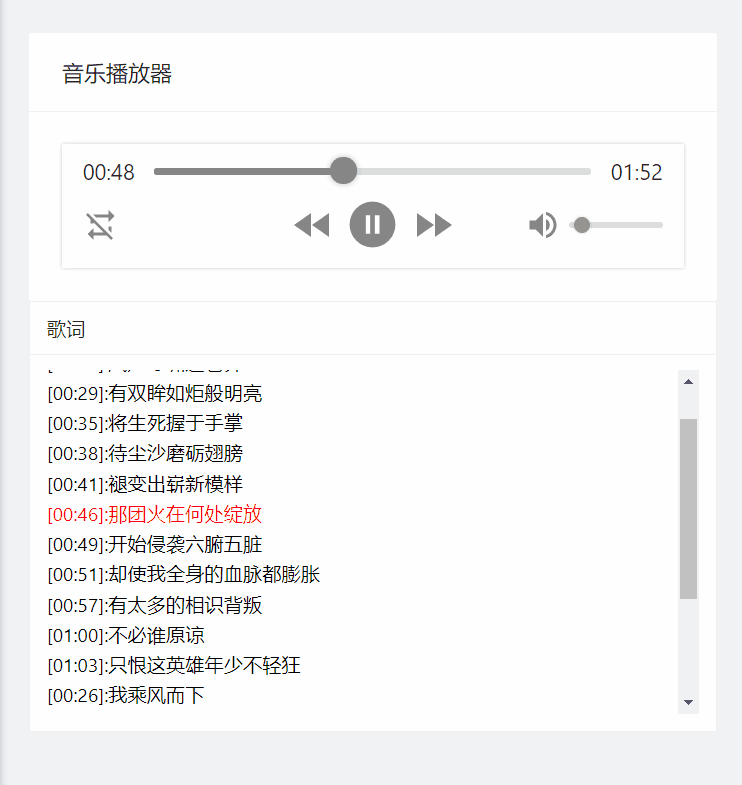 音乐播放器
00:48 01:52
歌词
[00:29]:有双眸如炬般明亮
[00:35]:将生死握于手掌
[00:38]:待尘沙磨砺翅膀
[00:41]:褪变出崭新模样
[00:46]:那团火在何处绽放
[00:49]:开始侵袭六腑五脏
[00:51]:却使我全身的血脉都膨胀
[00:57]:有太多的相识背叛
[01:00]:不必谁原谅
[01:03]:只恨这英雄年少不轻狂
[00:26]:我乘风而下